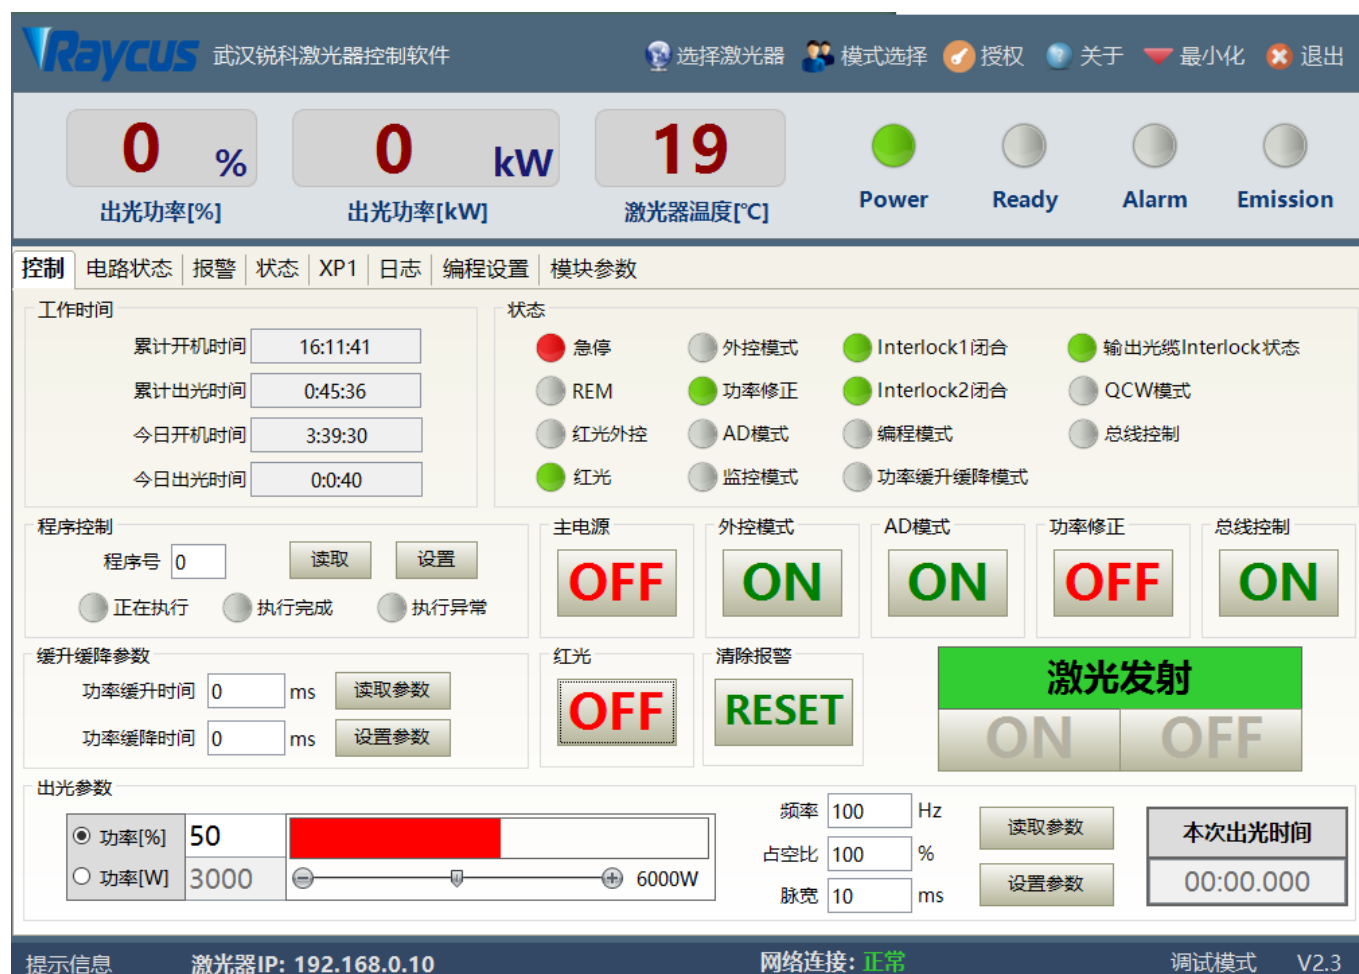 Raycus 武汉锐科激光器控制软件 选择激光器 模式选择 授权 关于 最小化 退出
0 % 0 kW 19
出光功率[%] 出光功率[kW] 激光器温度[℃] Power Ready Alarm Emission
控制 电路状态 报警 状态 XP1 日志 编程设置 模块参数
工作时间 状态
累计开机时间 16:11:41 急停 外控模式 Interlock1闭合 输出光缆Interlock状态
累计出光时间 0:45:36 REM 功率修正 Interlock2闭合 QCW模式
今日开机时间 3:39:30 红光外控 AD模式 编程模式 总线控制
今日出光时间 0:0:40 红光 监控模式 功率缓升缓降模式
程序控制 主电源 外控模式 AD模式 功率修正 总线控制
程序号 0 读取 设置 OFF ON ON OFF ON
正在执行 执行完成 执行异常
缓升缓降参数 红光 清除报警 激光发射
功率缓升时间 0 ms 读取参数 OFF RESET
功率缓降时间 0 ms 设置参数 ON OFF
出光参数
频率 100 Hz 读取参数 本次出光时间
功率[%] 50
占空比 100 %
功率[W] 3000 6000W 设置参数 00:00.000
脉宽 10 ms
提示信息 激光器IP: 192.168.0.10 网络连接: 正常 调试模式 V2.3